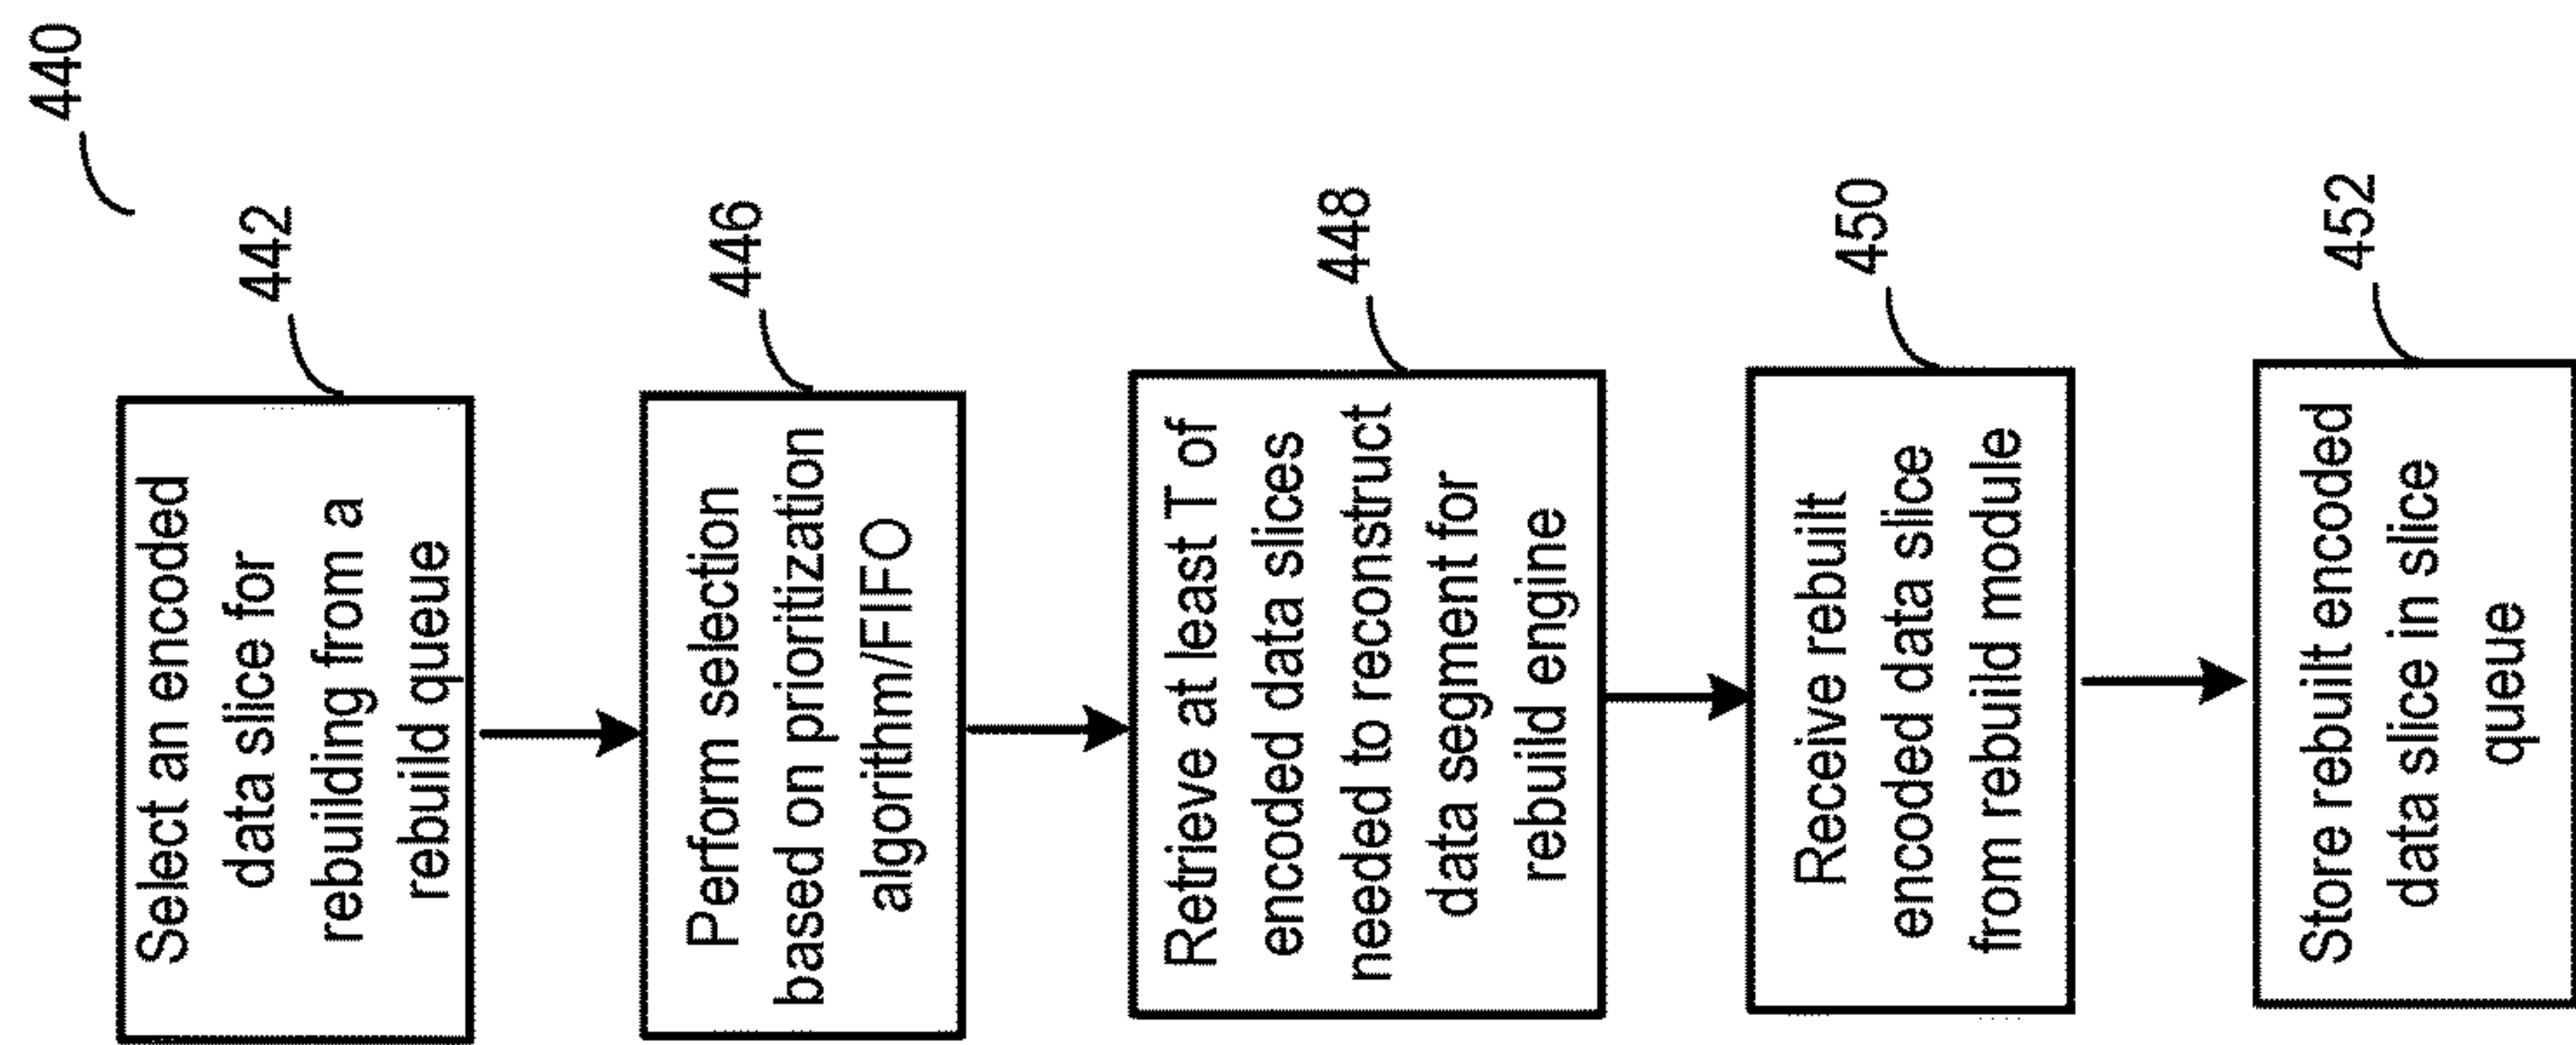 440
442
Select an encoded
data slice for
rebuilding from a
rebuild queue
446
Perform selection
based on prioritization
algorithm/FIFO
448
Retrieve at least T of
encoded data slices
needed to reconstruct
data segment for
rebuild engine
450
Receive rebuilt
encoded data slice
from rebuild module
452
Store rebuilt encoded
data slice in slice
queue